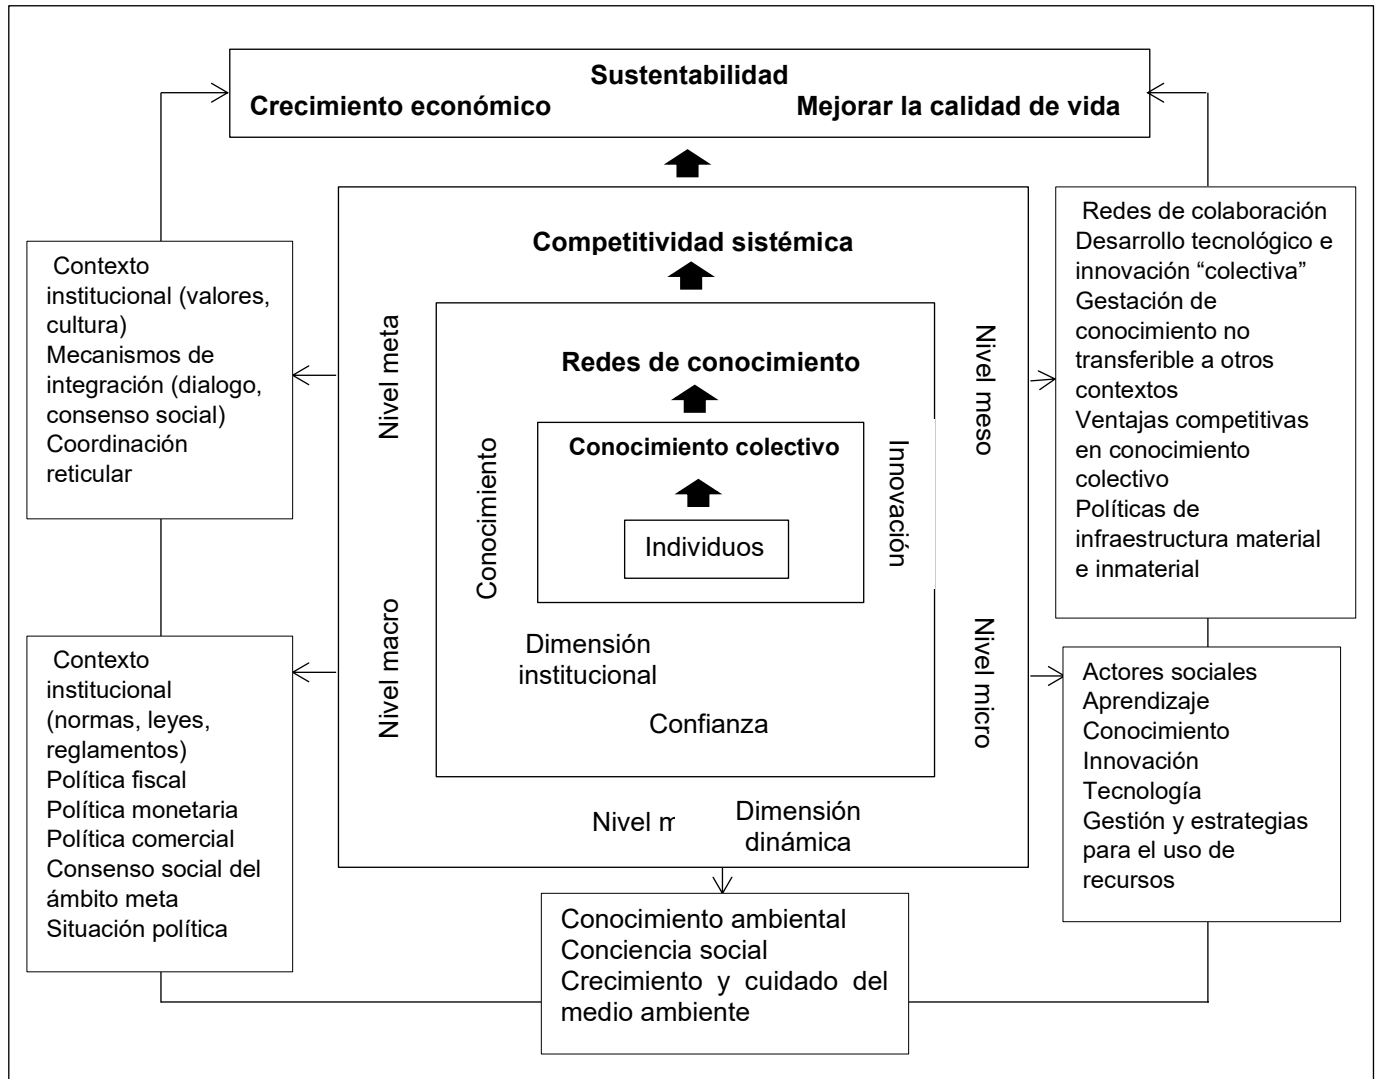 Sustentabilidad
Crecimiento económico
Mejorar la calidad de vida
Competitividad sistémica
Redes de conocimiento
Conocimiento colectivo
Individuos
Conocimiento
Innovación
Dimensión
institucional
Confianza
Nivel meta
Nivel macro
Nivel meso
Nivel micro
Nivel
Dimensión
dinámica
Contexto
institucional (valores,
cultura)
Mecanismos de
integración (dialogo,
consenso social)
Coordinación
reticular
Contexto
institucional
(normas, leyes,
reglamentos)
Política fiscal
Política monetaria
Política comercial
Consenso social del
ámbito meta
Situación política
Redes de colaboración
Desarrollo tecnológico e
innovación “colectiva”
Gestación de
conocimiento no
transferible a otros
contextos
Ventajas competitivas
en conocimiento
colectivo
Políticas de
infraestructura material
e inmaterial
Actores sociales
Aprendizaje
Conocimiento
Innovación
Tecnología
Gestión y estrategias
para el uso de
recursos
Conocimiento ambiental
Conciencia social
Crecimiento y cuidado del
medio ambiente